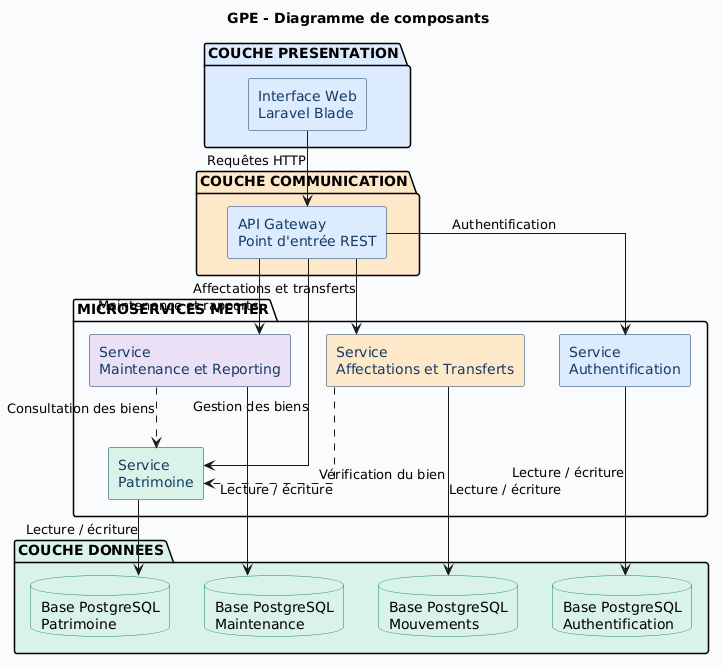 GPE - Diagramme de composants
COUCHE PRESENTATION
Interface Web
Laravel Blade
Requêtes HTTP
COUCHE COMMUNICATION
API Gateway
Point d'entrée REST
Authentification
Affectations et transferts
Maintenance et rapports
MICROSERVICES METIER
Service
Maintenance et Reporting
Service
Affectations et Transferts
Service
Authentification
Consultation des biens
Gestion des biens
Service
Patrimoine
Vérification du bien
Lecture / écriture
Lecture / écriture
Lecture / écriture
Lecture / écriture
COUCHE DONNEES
Base PostgreSQL
Patrimoine
Base PostgreSQL
Maintenance
Base PostgreSQL
Mouvements
Base PostgreSQL
Authentification